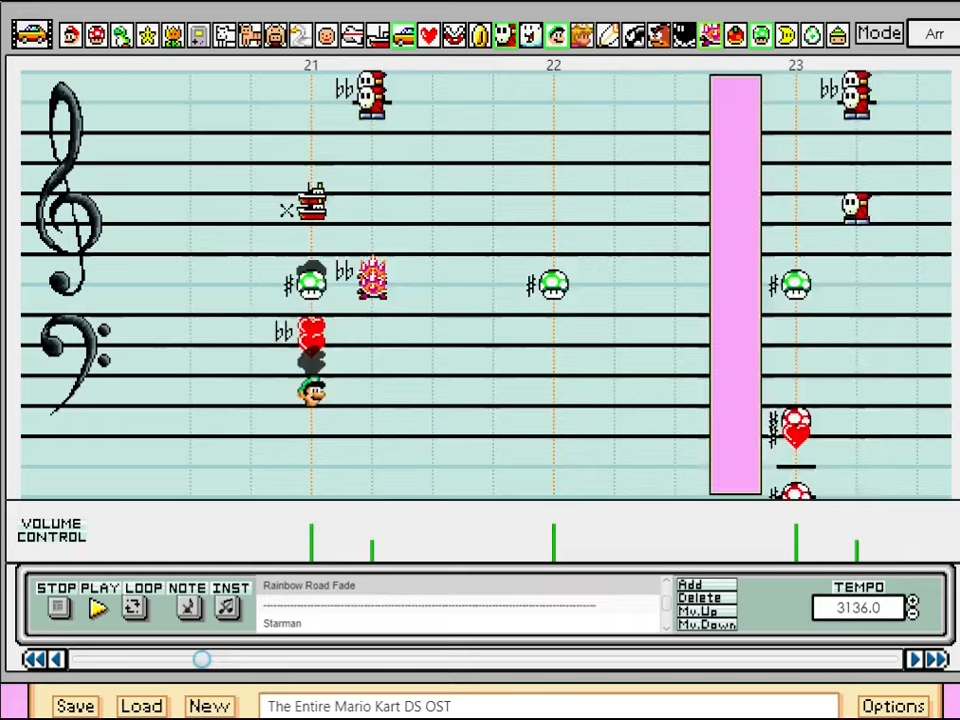 Mode Arr
21 22 23
VOLUME
CONTROL
STOP PLAY LOOP NOTE INST
Rainbow Road Fade
Starman
Add
Delete
Mv.Up
Mv.Down
TEMPO
3136.0
Save Load New The Entire Mario Kart DS OST Options